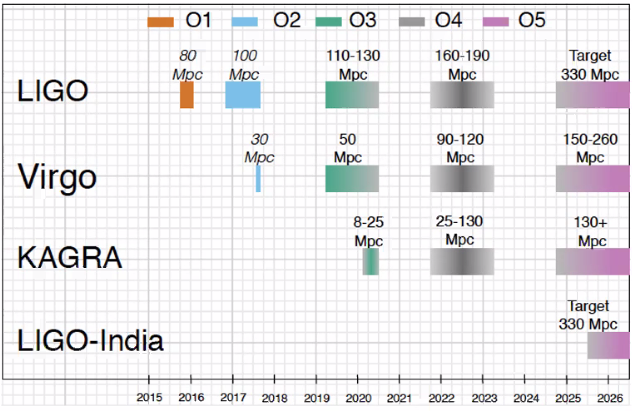 O1 O2 O3 O4 O5
80 100 110-130 160-190 Target
Mpc Mpc Mpc Mpc 330 Mpc
LIGO
30 50 90-120 150-260
Mpc Mpc Mpc Mpc
Virgo
8-25 25-130 130+
Mpc Mpc Mpc
KAGRA
Target
330 Mpc
LIGO-India
2015 2016 2017 2018 2019 2020 2021 2022 2023 2024 2025 2026